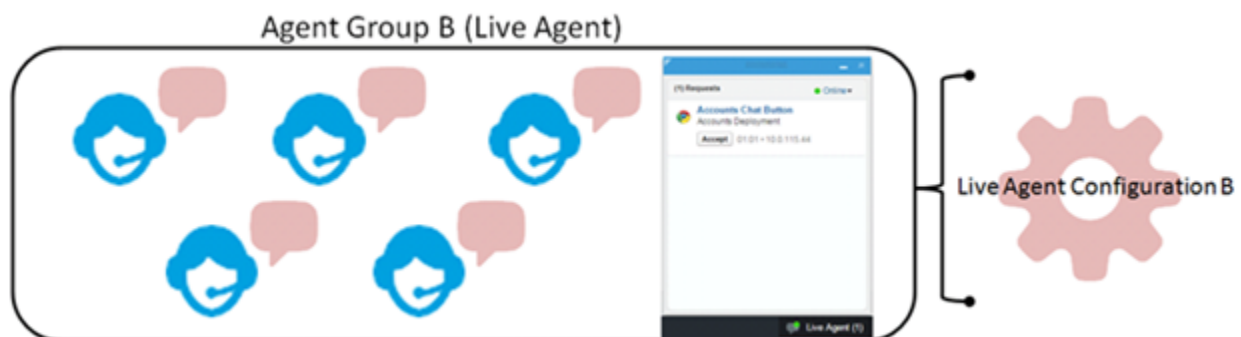 Agent Group B (Live Agent)
(1) Requests
Online
Accounts Chat Button
Accounts Deployment
Accept 01:01 • 10.0.115.44
Live Agent (1)
Live Agent Configuration B